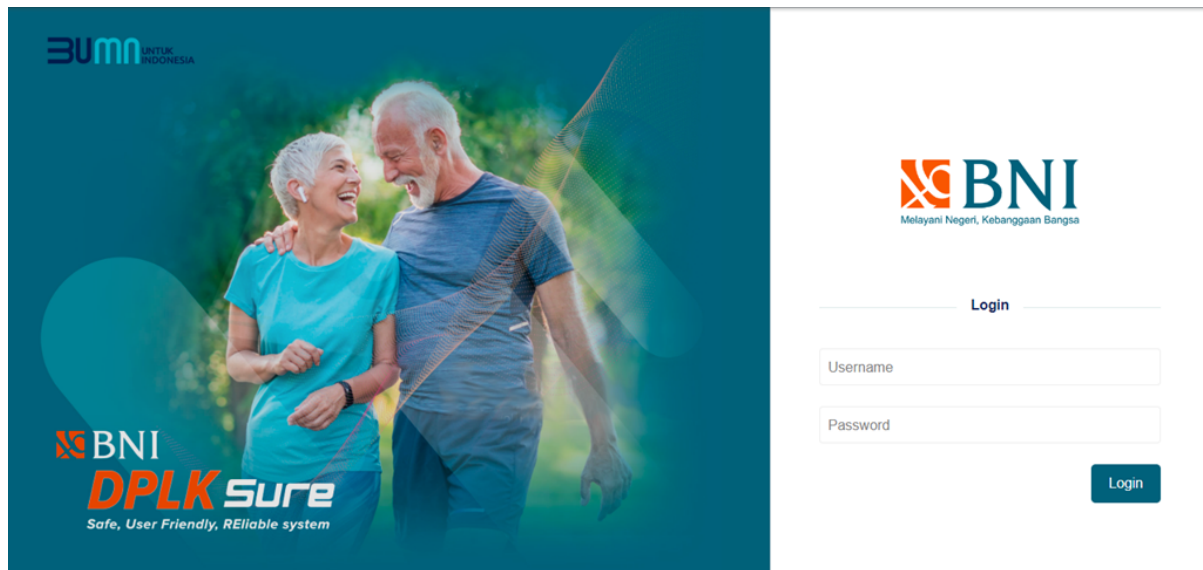 BUMN UNTUK
INDONESIA
BNI
DPLK Sure
Safe, User Friendly, REliable system
BNI
Melayani Negeri, Kebanggaan Bangsa
Login
Username
Password
Login